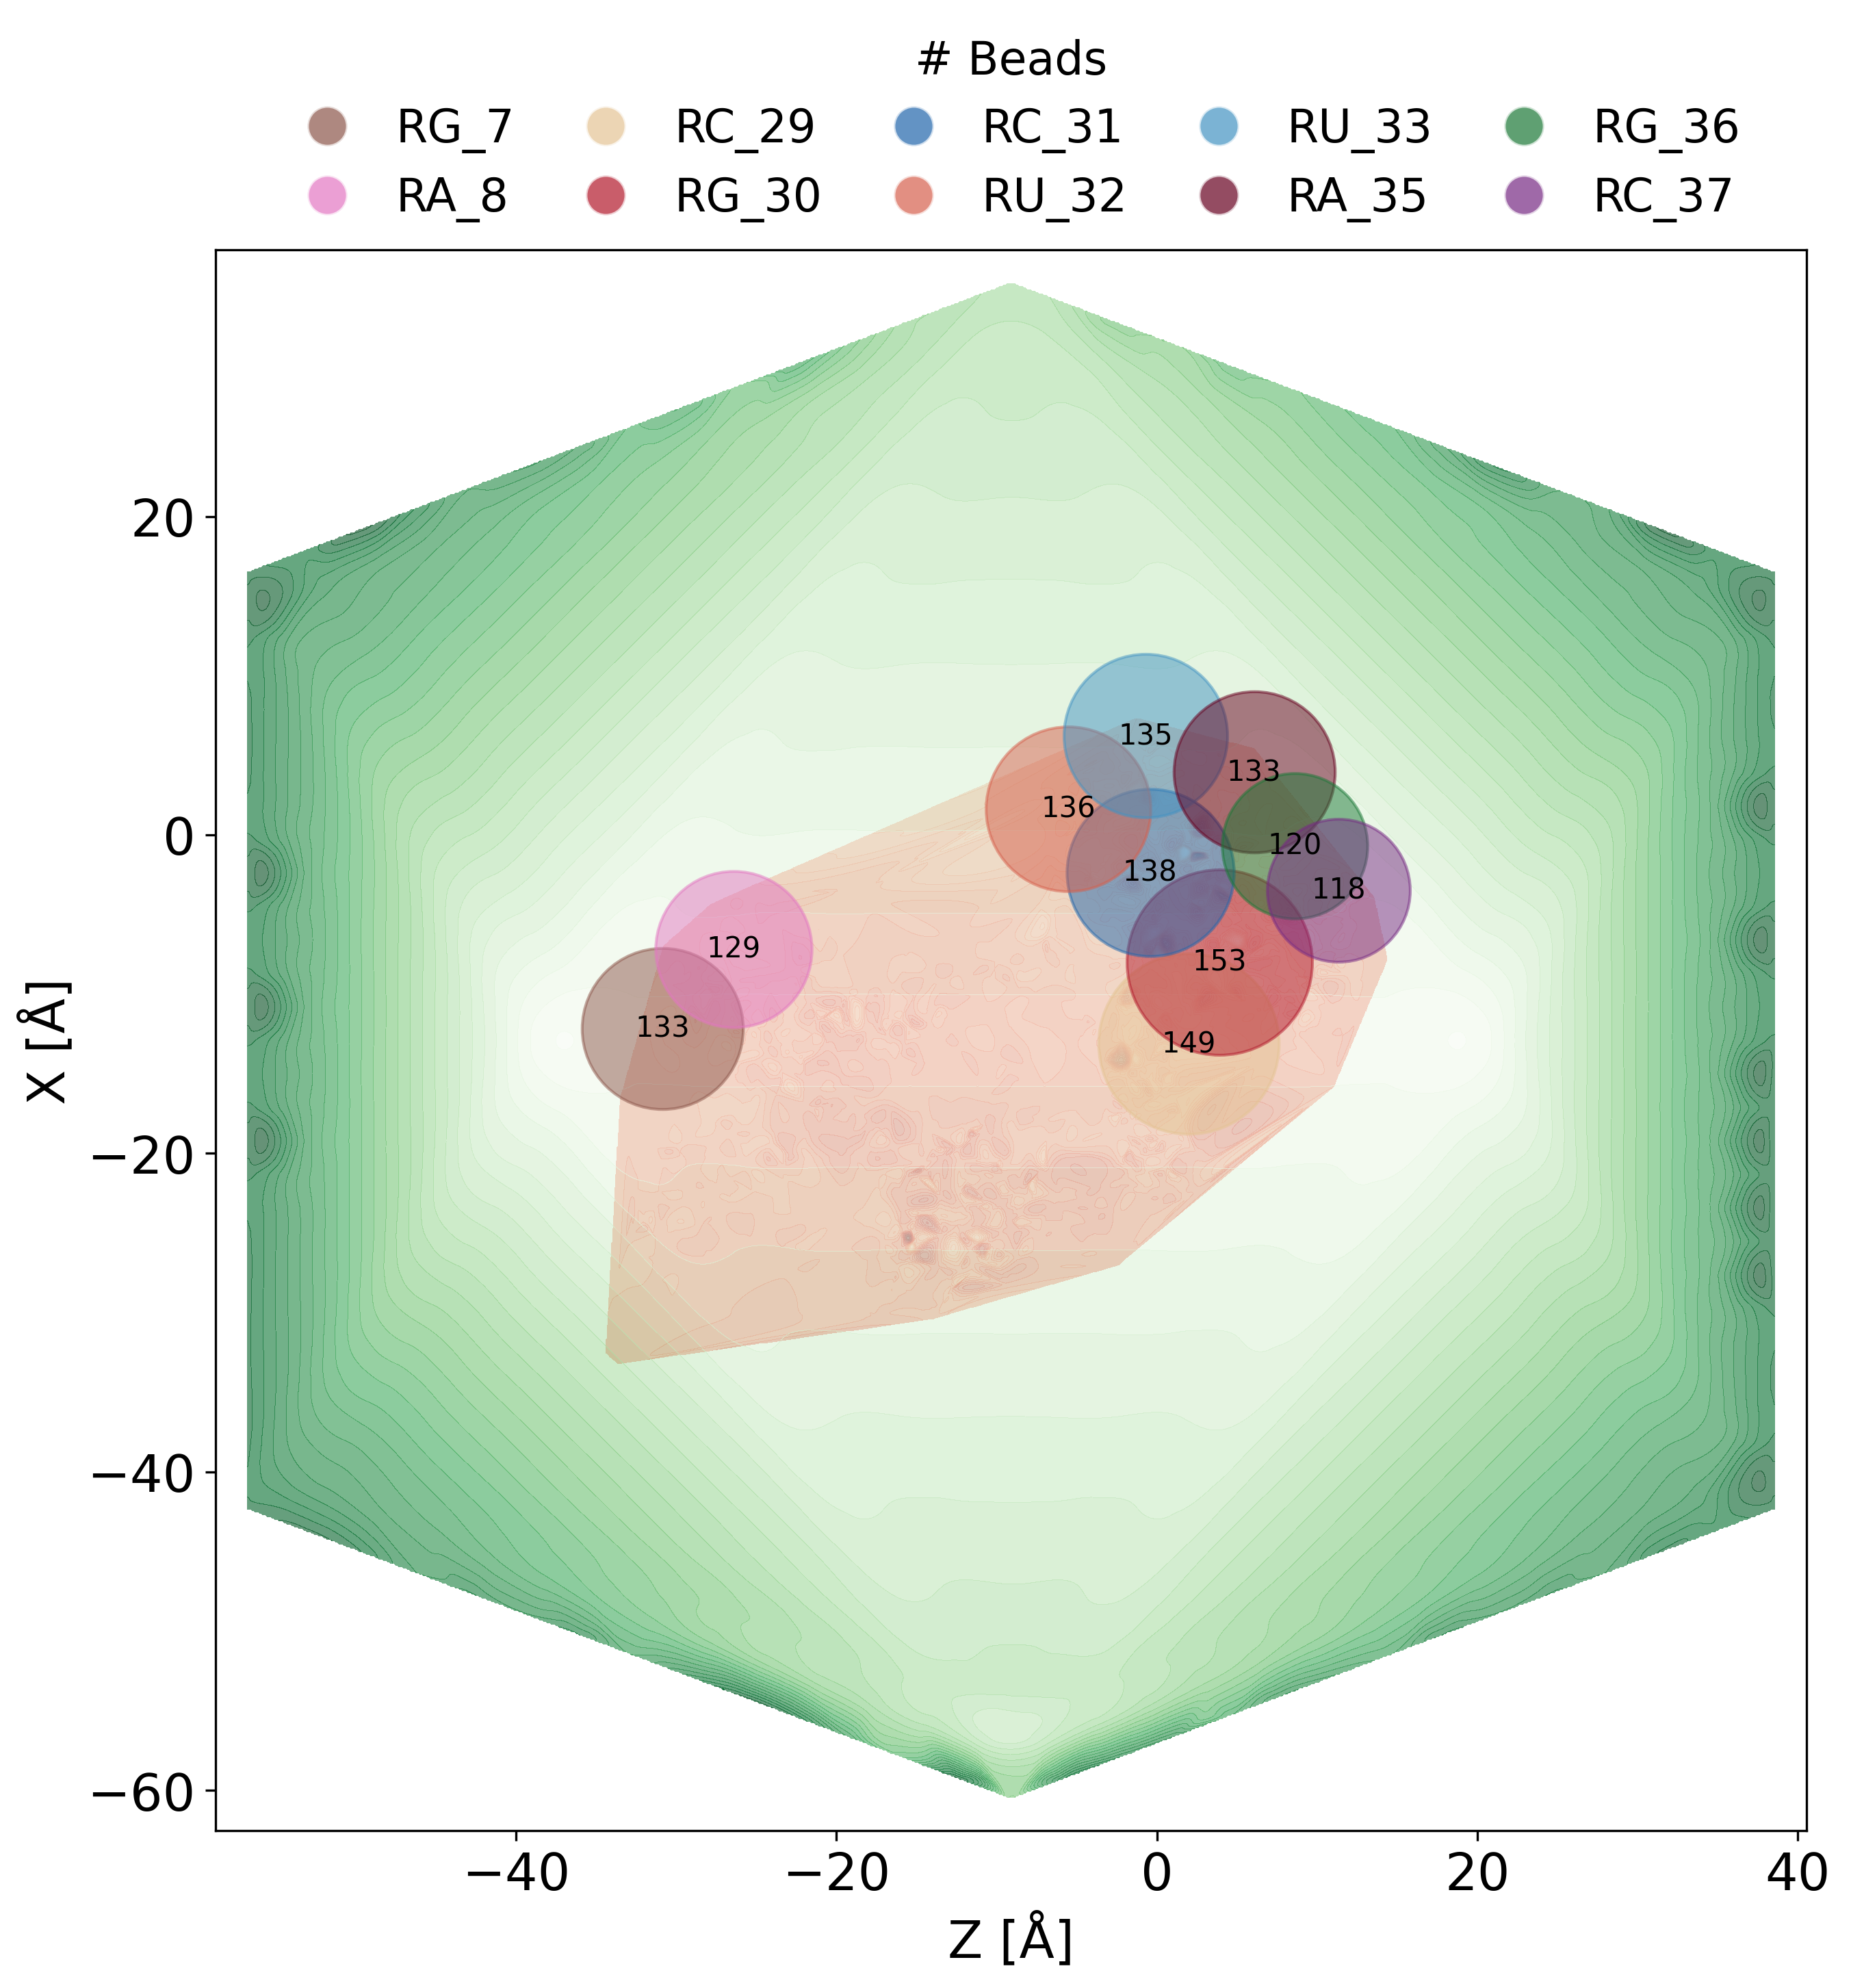 # Beads
RG_7 RC_29 RC_31 RU_33 RG_36
RA_8 RG_30 RU_32 RA_35 RC_37
20
0
−20
−40
−60
X [Å]
135
133
136
120
138
118
129
153
133
149
−40 −20 0 20 40
Z [Å]